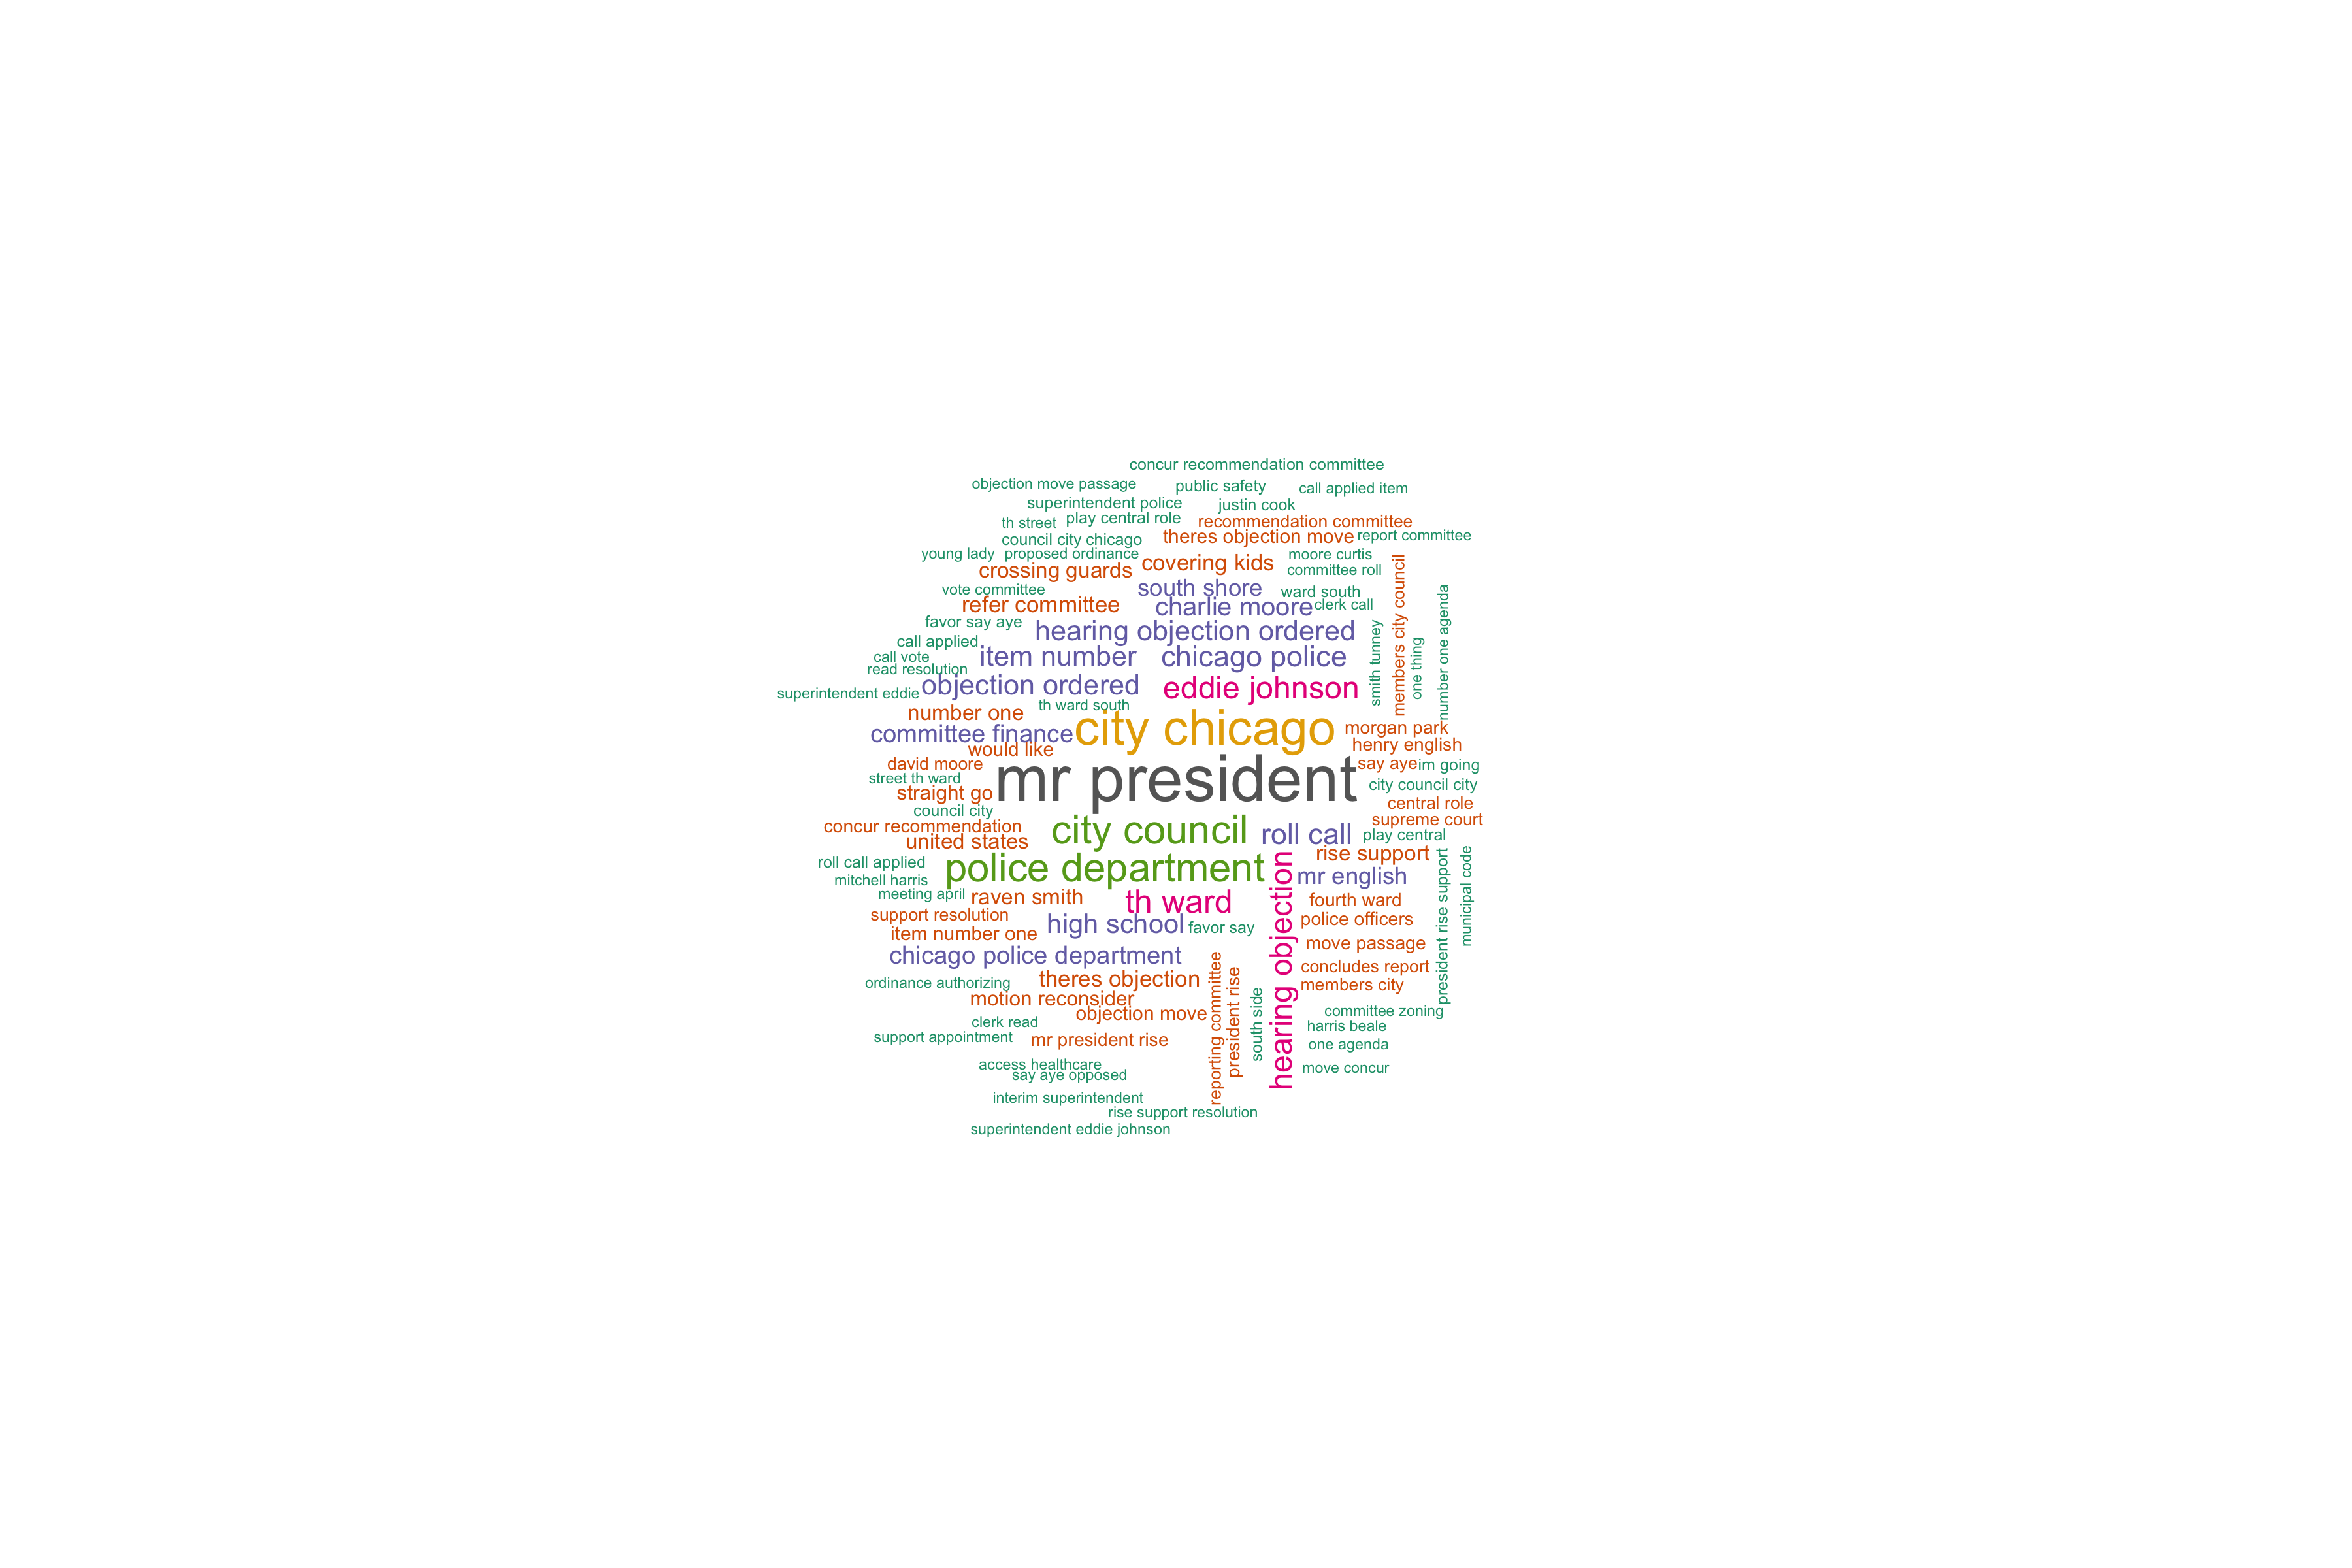 concur recommendation committee
objection move passage
public safety
call applied item
superintendent police
justin cook
th street
play central role
recommendation committee
council city chicago
theres objection move
report committee
young lady
proposed ordinance
covering kids
moore curtis
crossing guards
committee roll
members city council
vote committee
south shore
ward south
number one agenda
refer committee
charlie moore
clerk call
favor say aye
hearing objection ordered
smith tunney
call applied
one thing
call vote
item number
chicago police
read resolution
superintendent eddie
objection ordered
eddie johnson
th ward south
number one
city chicago
morgan park
committee finance
henry english
would like
david moore
mr president
say aye
im going
street th ward
city council city
straight go
central role
council city
supreme court
concur recommendation
city council
roll call
play central
united states
rise support
roll call applied
police department
mr english
president rise support
municipal code
mitchell harris
meeting april
raven smith
th ward
hearing objection
fourth ward
support resolution
high school
favor say
police officers
item number one
move passage
chicago police department
concludes report
ordinance authorizing
theres objection
reporting committee
president rise
members city
motion reconsider
south side
objection move
committee zoning
clerk read
harris beale
support appointment
mr president rise
one agenda
access healthcare
move concur
say aye opposed
interim superintendent
rise support resolution
superintendent eddie johnson